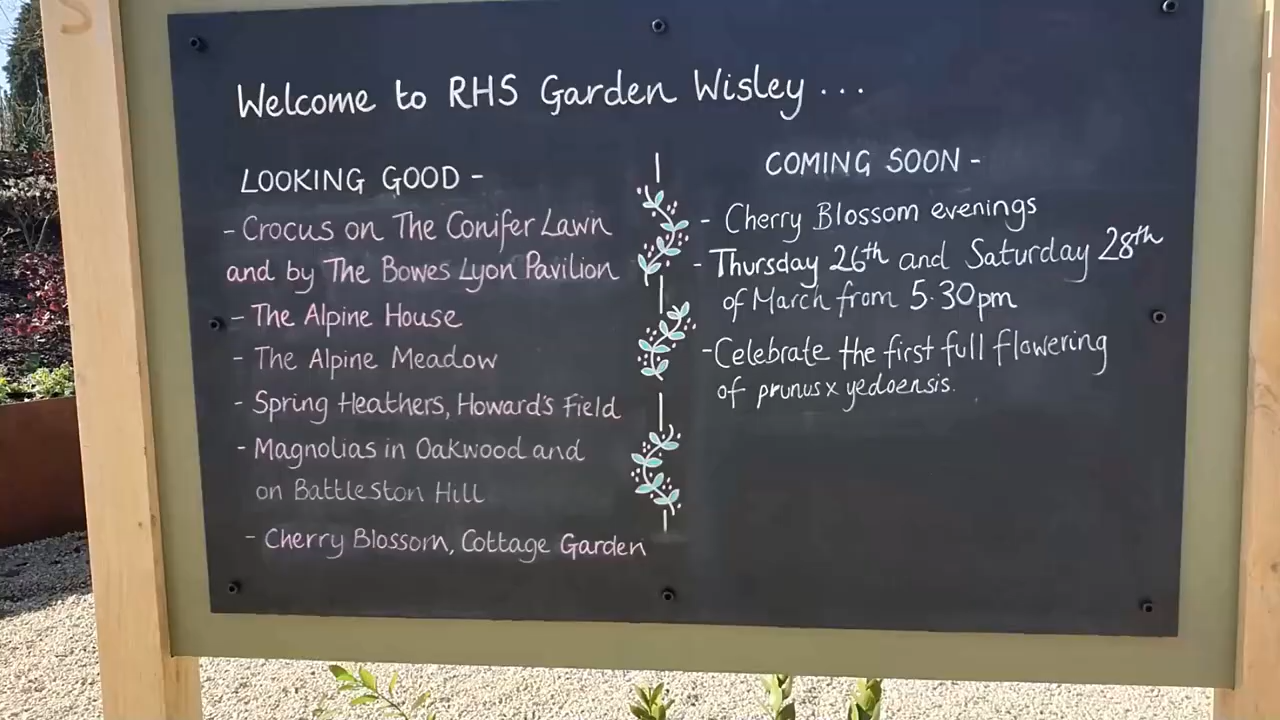 S
Welcome to RHS Garden Wisley ...
LOOKING GOOD -
- Crocus on The Conifer Lawn
and by The Bowes Lyon Pavilion
- The Alpine House
- The Alpine Meadow
- Spring Heathers, Howard's Field
- Magnolias in Oakwood and
on Battleston Hill
- Cherry Blossom, Cottage Garden
COMING SOON -
- Cherry Blossom evenings
- Thursday 26th and Saturday 28th
of March from 5.30pm
- Celebrate the first full flowering
of prunus x yedoensis.